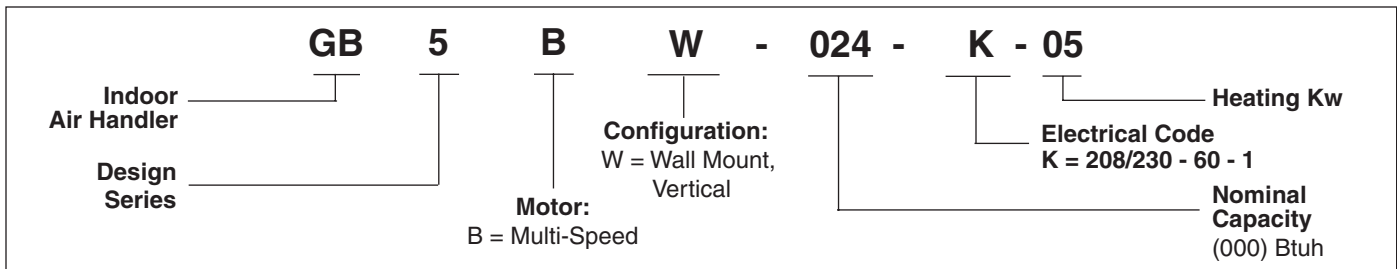 GB 5 B W - 024 - K - 05
Indoor
Air Handler
Design
Series
Motor:
B = Multi-Speed
Configuration:
W = Wall Mount,
Vertical
Heating Kw
Electrical Code
K = 208/230 - 60 - 1
Nominal
Capacity
(000) Btuh